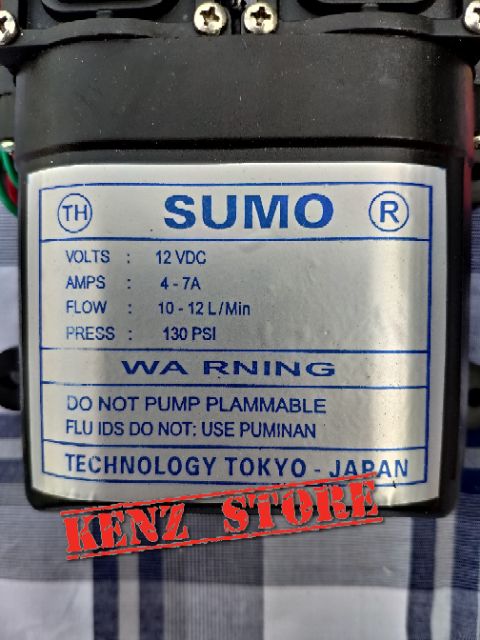 TH SUMO R
VOLTS : 12 VDC
AMPS : 4 - 7A
FLOW : 10 - 12 L/Min
PRESS : 130 PSI
WA RNING
DO NOT PUMP PLAMMABLE
FLU IDS DO NOT: USE PUMINAN
TECHNOLOGY TOKYO - JAPAN
KENZ STORE